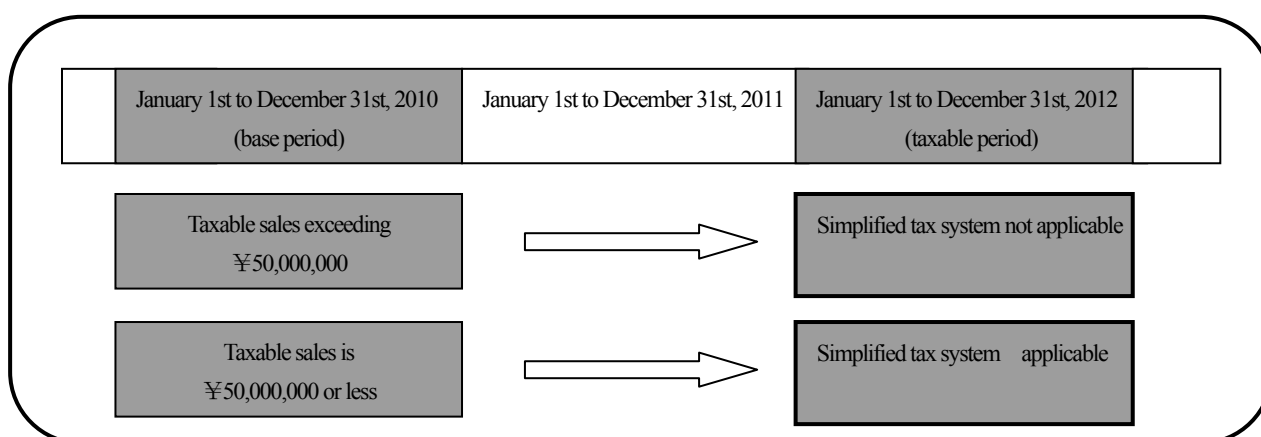 January 1st to December 31st, 2010
(base period)
January 1st to December 31st, 2011
January 1st to December 31st, 2012
(taxable period)
Taxable sales exceeding
¥50,000,000
Simplified tax system not applicable
Taxable sales is
¥50,000,000 or less
Simplified tax system applicable